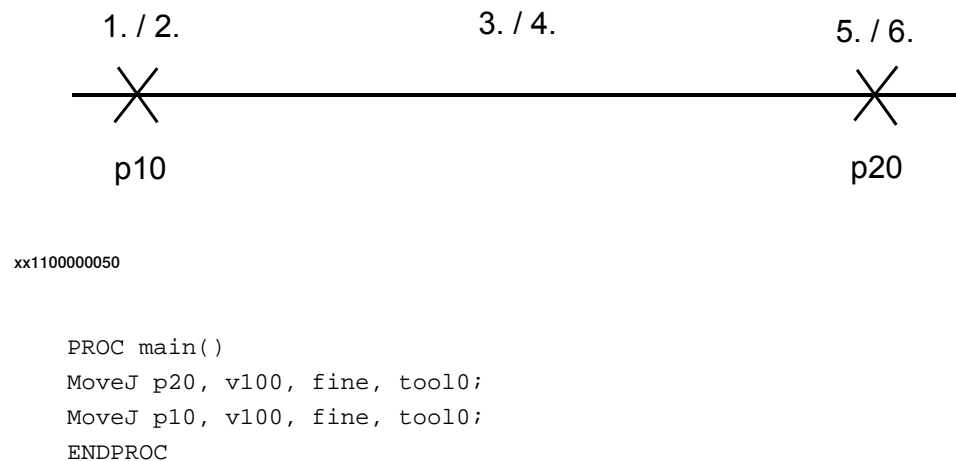 1. / 2. 3. / 4. 5. / 6.
p10 p20
xx1100000050
PROC main()
MoveJ p20, v100, fine, tool0;
MoveJ p10, v100, fine, tool0;
ENDPROC